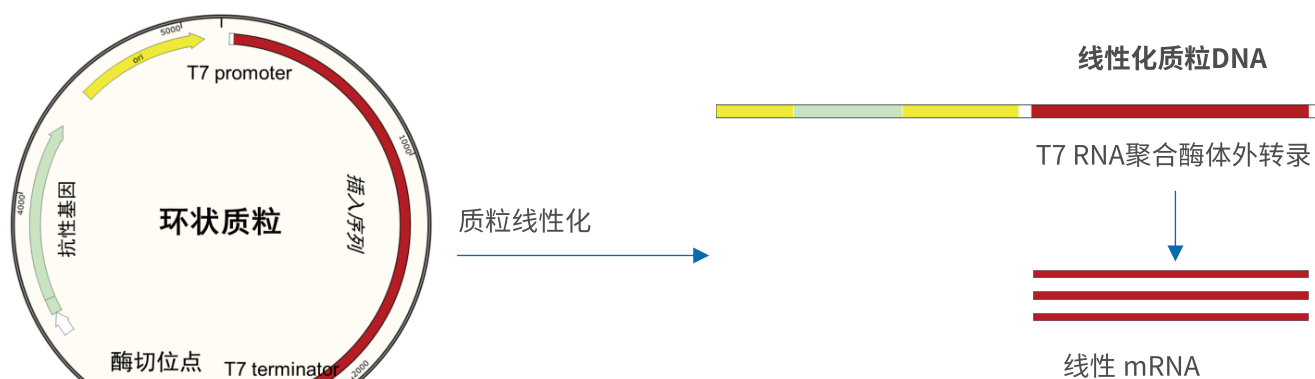 5000
ori
T7 promoter
1000
插入序列
4000
抗性基因
环状质粒
酶切位点
T7 terminator
2000
质粒线性化
线性化质粒DNA
T7 RNA聚合酶体外转录
线性 mRNA